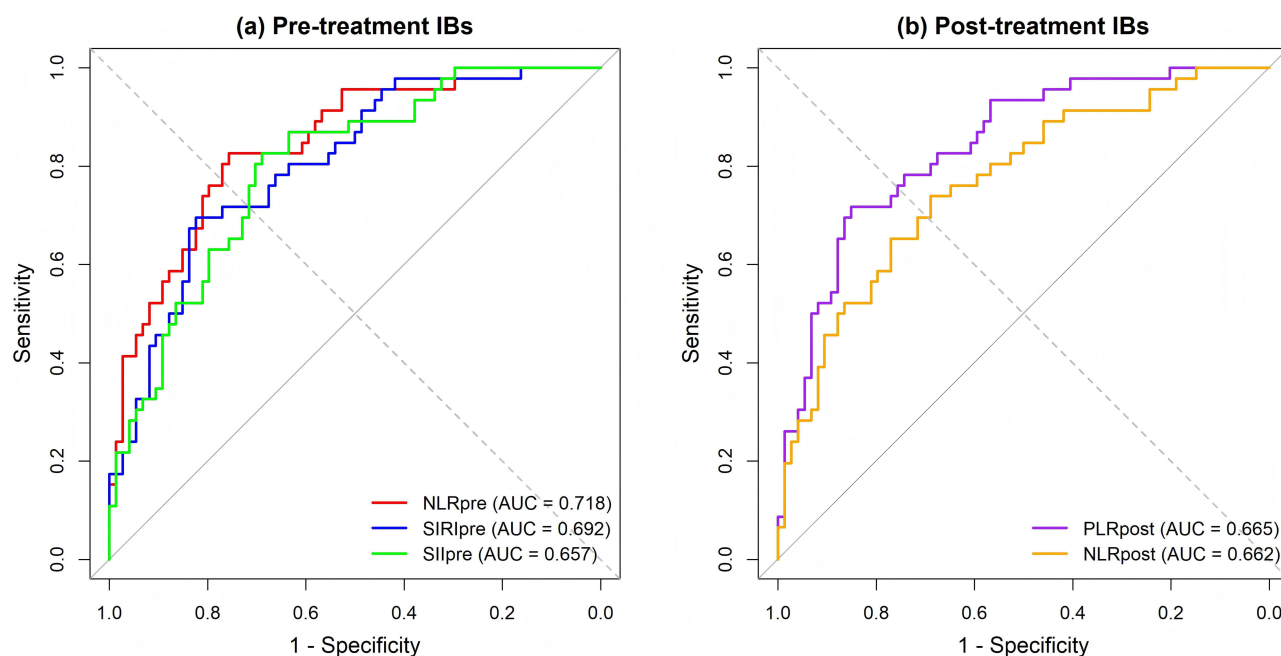 (a) Pre-treatment IBs
Sensitivity
0.0
0.2
0.4
0.6
0.8
1.0
NLRpre (AUC = 0.718)
SIRIpre (AUC = 0.692)
SIIpre (AUC = 0.657)
1.0
0.8
0.6
0.4
0.2
0.0
1 - Specificity
(b) Post-treatment IBs
Sensitivity
0.0
0.2
0.4
0.6
0.8
1.0
PLRpost (AUC = 0.665)
NLRpost (AUC = 0.662)
1.0
0.8
0.6
0.4
0.2
0.0
1 - Specificity